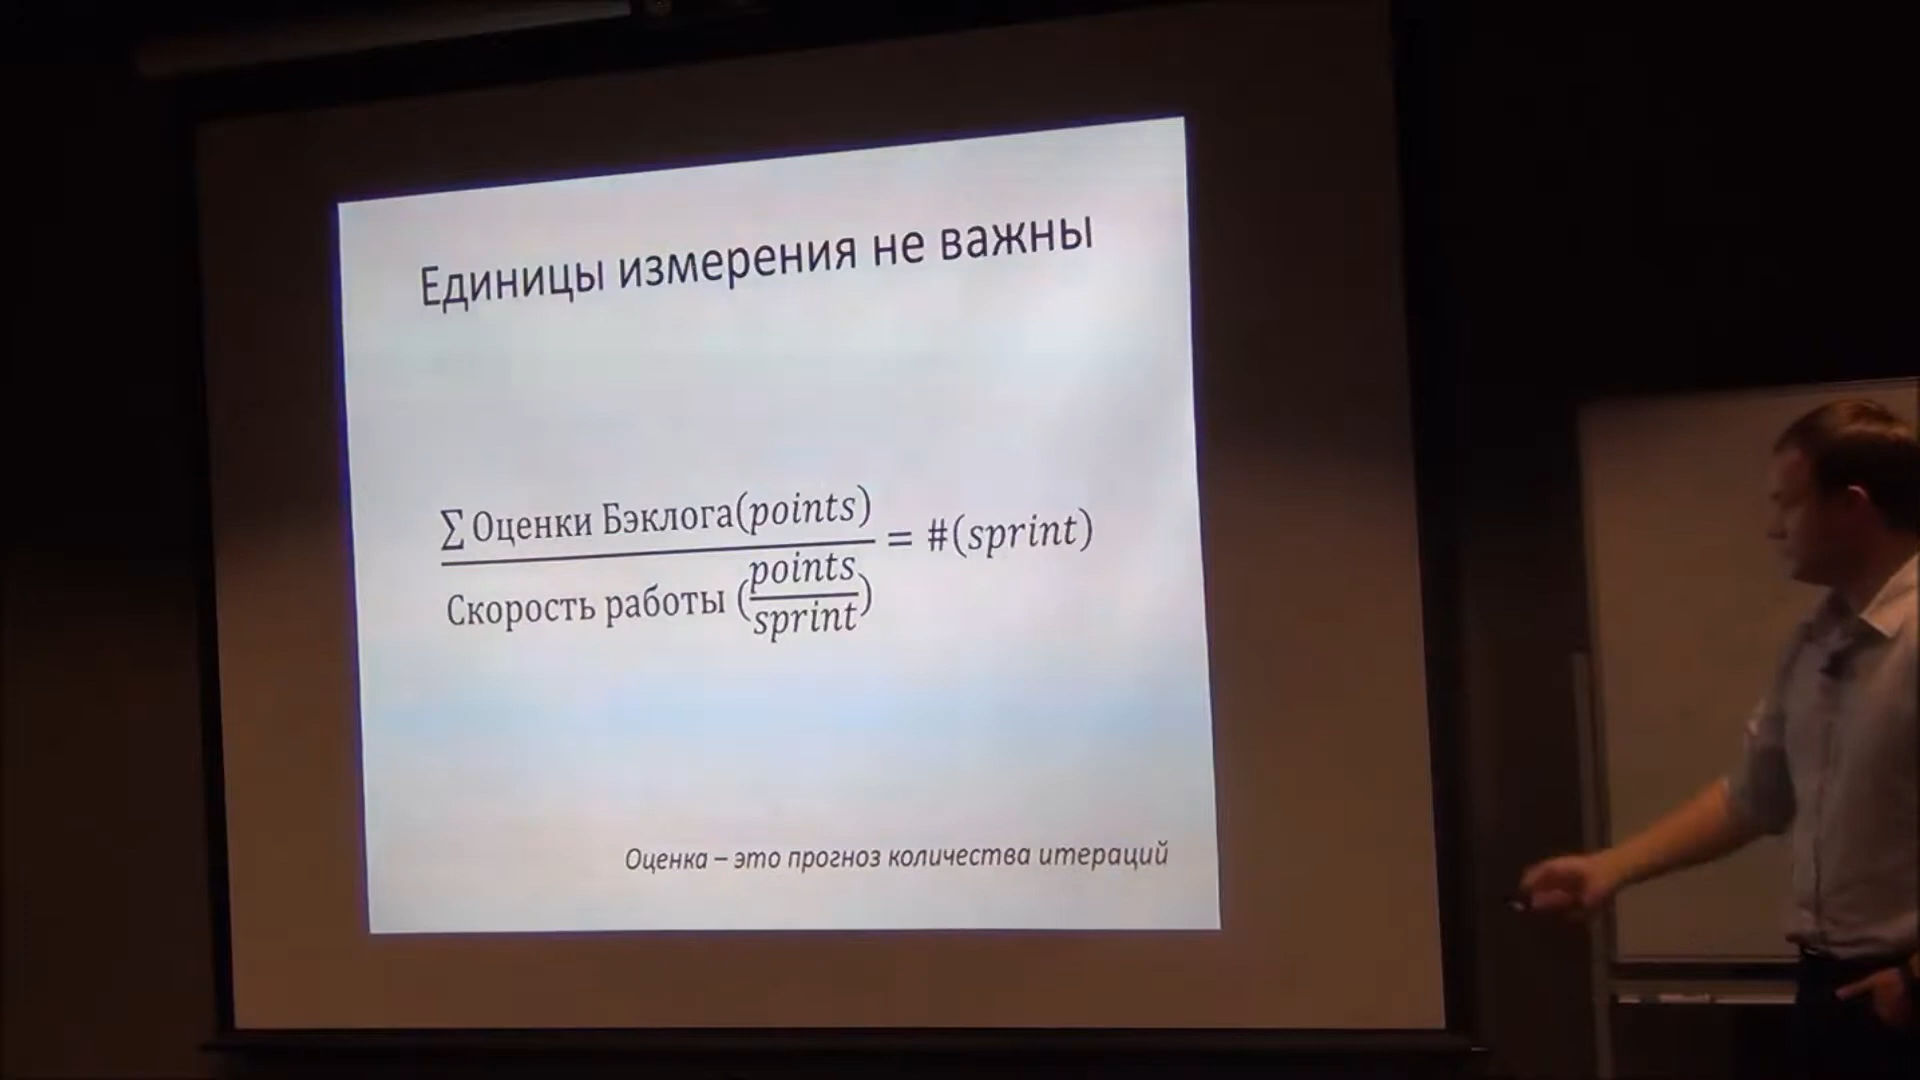 Единицы измерения не важны
∑ Оценки Бэклога(points)
Скорость работы (points/sprint)
= #(sprint)
Оценка – это прогноз количества итераций